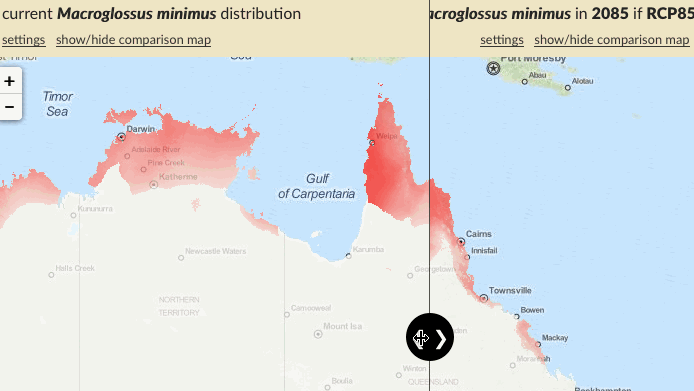 current Macroglossus minimus distribution
acroglossus minimus in 2085 if RCP85
settings show/hide comparison map
settings show/hide comparison map
Port Moresby
Abau
Alotau
+
−
Timor
Sea
Darwin
Adelaide River
Pine Creek
Katherine
Weipa
Gulf
of Carpentaria
Kununurra
Cairns
Innisfail
Newcastle Waters
Karumba
Halls Creek
Georgetown
NORTHERN
TERRITORY
Townsville
Camooweal
Bowen
Mount Isa
Mackay
Winton
Boulia
QUEENSLAND
Rockhampton